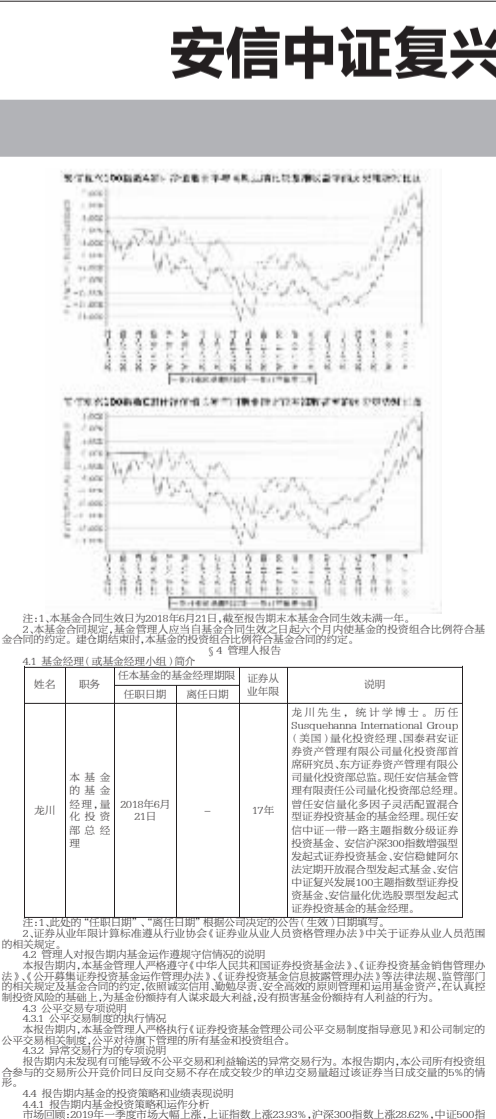 安信中证复兴
注:1、本基金合同生效日为2018年6月21日,截至报告期末本基金合同生效未满一年。
2、本基金合同规定,基金管理人应当自基金合同生效之日起六个月内使基金的投资组合比例符合基
金合同的约定。建仓期结束时,本基金的投资组合比例符合基金合同的约定。
§4 管理人报告
4.1 基金经理(或基金经理小组)简介
姓名 职务 任本基金的基金经理期限 证券从业年限 说明
任职日期 离任日期
龙川
本基金
的基金
经理,量
化投资
部总经
理
2018年6月
21日
–
17年
龙川先生,统计学博士。历任
Susquehanna International Group
(美国)量化投资经理、国泰君安证
券资产管理有限公司量化投资部首
席研究员、东方证券资产管理有限公
司量化投资部总监。现任安信基金管
理有限责任公司量化投资部总经理。
曾任安信量化多因子灵活配置混合
型证券投资基金的基金经理。现任安
信中证一带一路主题指数分级证券
投资基金、安信沪深300指数增强型
发起式证券投资基金、安信稳健阿尔
法定期开放混合型发起式基金、安信
中证复兴发展100主题指数型证券投
资基金、安信量化优选股票型发起式
证券投资基金的基金经理。
注:1、此处的“任职日期”、“离任日期”根据公司决定的公告(生效)日期填写。
2、证券从业年限计算标准遵从行业协会《证券业从业人员资格管理办法》中关于证券从业人员范围
的相关规定。
4.2 管理人对报告期内本基金运作遵规守信情况的说明
本报告期内,本基金管理人严格遵守《中华人民共和国证券投资基金法》、《证券投资基金销售管理办
法》、《公开募集证券投资基金运作管理办法》、《证券投资基金信息披露管理办法》等法律法规、监管部门
的相关规定及基金合同的约定,依照诚实信用、勤勉尽责、安全高效的原则管理和运用基金资产,在认真控
制投资风险的基础上,为基金份额持有人谋求最大利益,没有损害基金份额持有人利益的行为。
4.3 公平交易专项说明
4.3.1 公平交易制度的执行情况
本报告期内,本基金管理人严格执行《证券投资基金管理公司公平交易制度指导意见》和公司制定的
公平交易相关制度,公平对待旗下管理的所有基金和投资组合。
4.3.2 异常交易行为的专项说明
报告期内未发现有可能导致不公平交易和利益输送的异常交易行为。本报告期内,本公司所有投资组
合参与的交易所公开竞价同日反向交易不存在成交较少的单边交易量超过该证券当日成交量的5%的情
形。
4.4 报告期内基金的投资策略和业绩表现说明
4.4.1 报告期内基金投资策略和运作分析
市场回顾:2019年一季度市场大幅上涨,上证指数上涨23.93%,沪深300指数上涨28.62%,中证500指